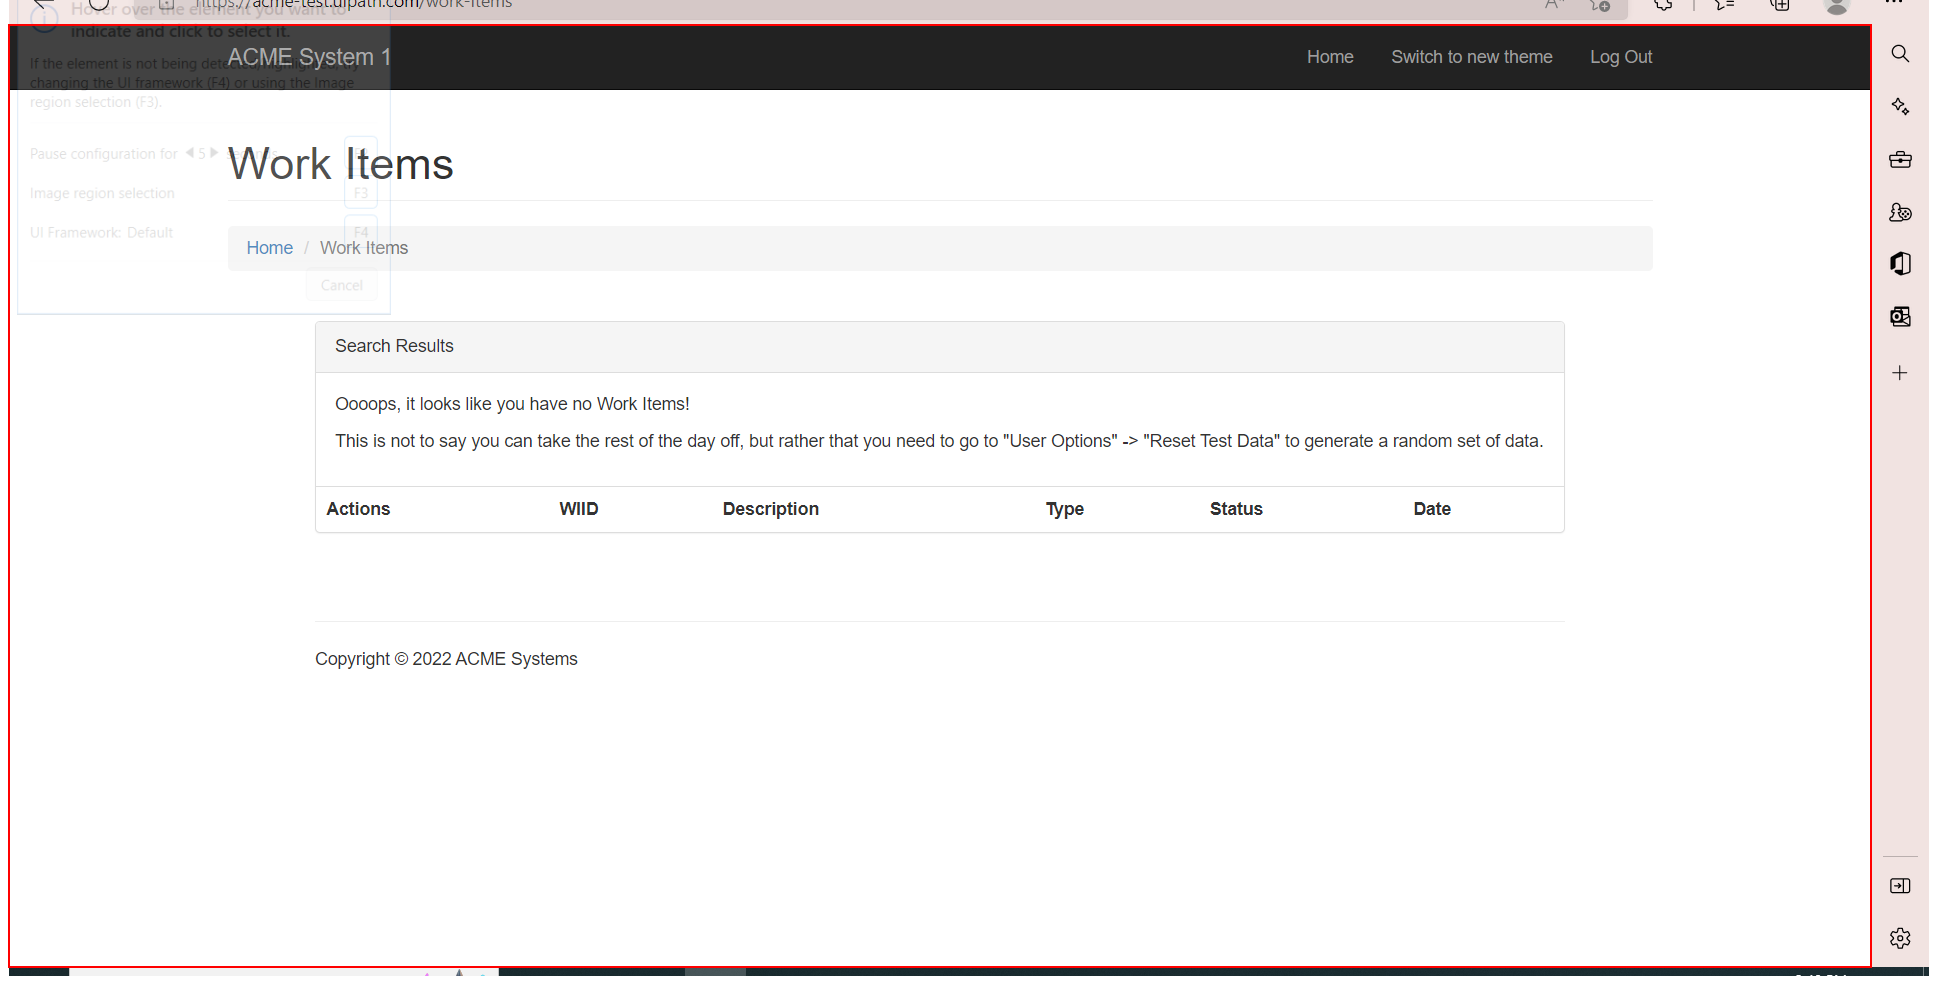 https://acme-test.uipath.com/work-items
Hover over the element you want to
indicate and click to select it.
ACME System 1
Home Switch to new theme Log Out
If the element is not being detected try
changing the UI framework (F4) or using the Image
region selection (F3).
Pause configuration for 5
Work Items
Image region selection F3
UI Framework: Default F4
Home / Work Items
Cancel
Search Results
Ooops, it looks like you have no Work Items!
This is not to say you can take the rest of the day off, but rather that you need to go to "User Options" -> "Reset Test Data" to generate a random set of data.
Actions WIID Description Type Status Date
Copyright © 2022 ACME Systems